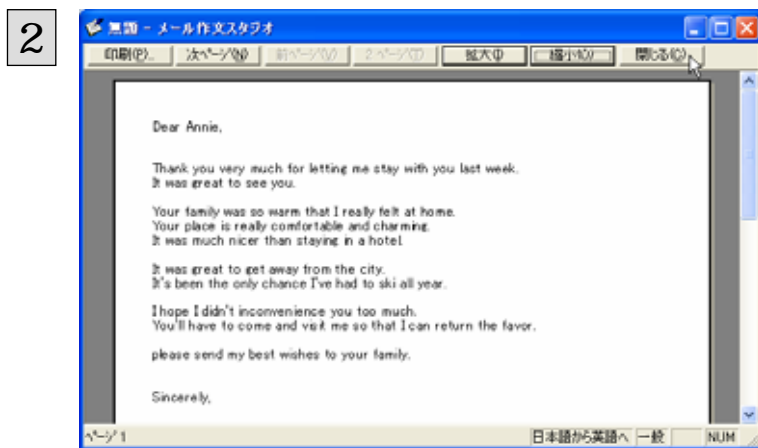 2
無題 - メール作文スタジオ
印刷(P)... 次ページ(N) 前ページ(V) 2ページ(T) 拡大(I) 縮小(O) 閉じる(C)
Dear Annie,
Thank you very much for letting me stay with you last week.
It was great to see you.
Your family was so warm that I really felt at home.
Your place is really comfortable and charming.
It was much nicer than staying in a hotel.
It was great to get away from the city.
It's been the only chance I've had to ski all year.
I hope I didn't inconvenience you too much.
You'll have to come and visit me so that I can return the favor.
please send my best wishes to your family.
Sincerely,
ページ 1 日本語から英語へ 一般 NUM